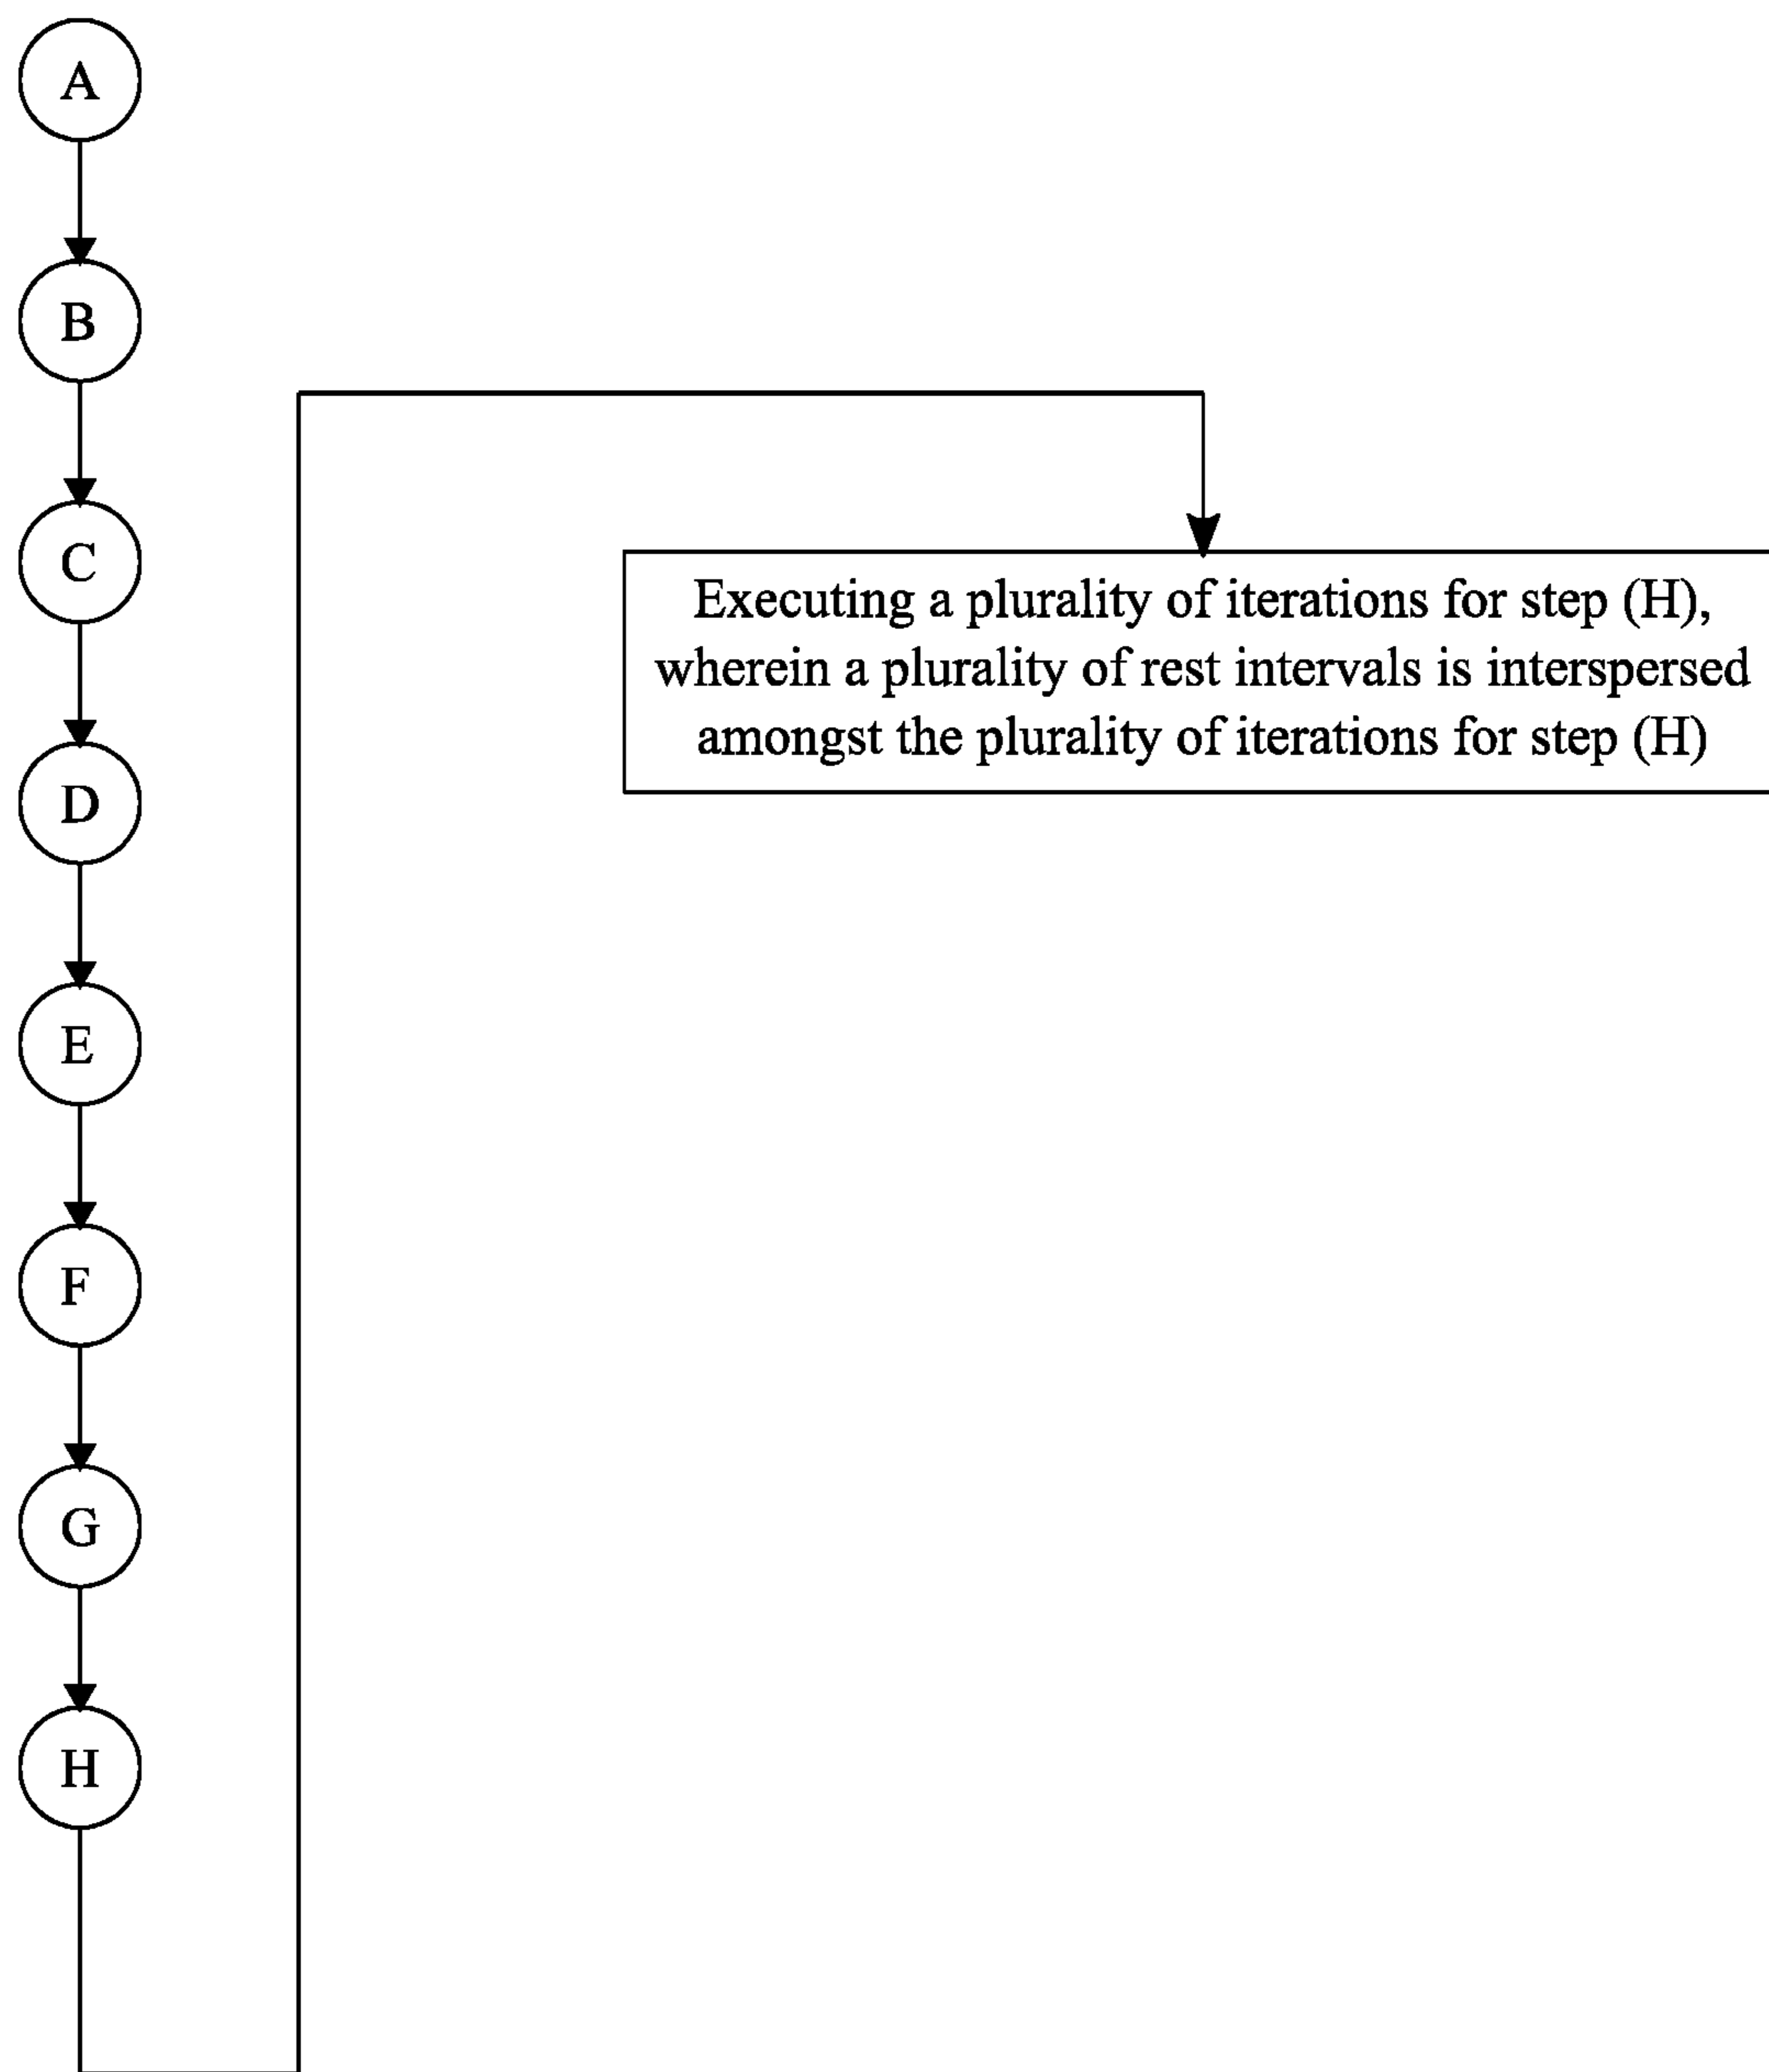 A
B
C
D
E
F
G
H
Executing a plurality of iterations for step (H),
wherein a plurality of rest intervals is interspersed
amongst the plurality of iterations for step (H)